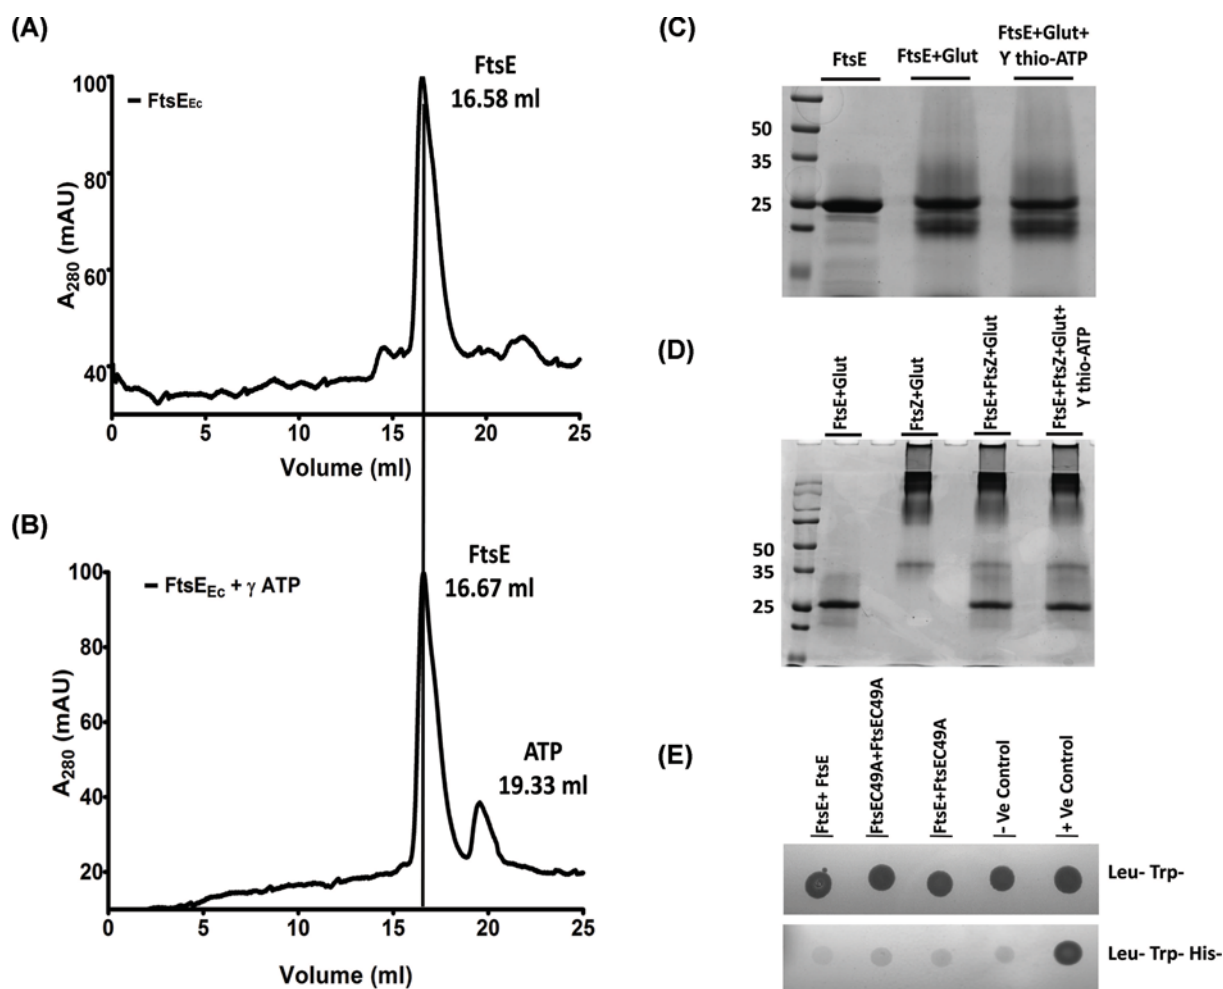 (A)
FtsE
16.58 ml
FtsEEc
100
80
60
40
A280 (mAU)
0 5 10 15 20 25
Volume (ml)
(B)
FtsE
16.67 ml
FtsEEc + γ ATP
ATP
19.33 ml
100
80
60
40
20
A280 (mAU)
0 5 10 15 20 25
Volume (ml)
(C)
FtsE
FtsE+Glut
FtsE+Glut+
Y thio-ATP
50
35
25
(D)
FtsE+Glut
FtsZ+Glut
FtsE+FtsZ+Glut
FtsE+FtsZ+Glut+
Y thio-ATP
50
35
25
(E)
|FtsE+ FtsE
|FtsEC49A+FtsEC49A
|FtsE+FtsEC49A
|- Ve Control
|+ Ve Control
Leu- Trp-
Leu- Trp- His-